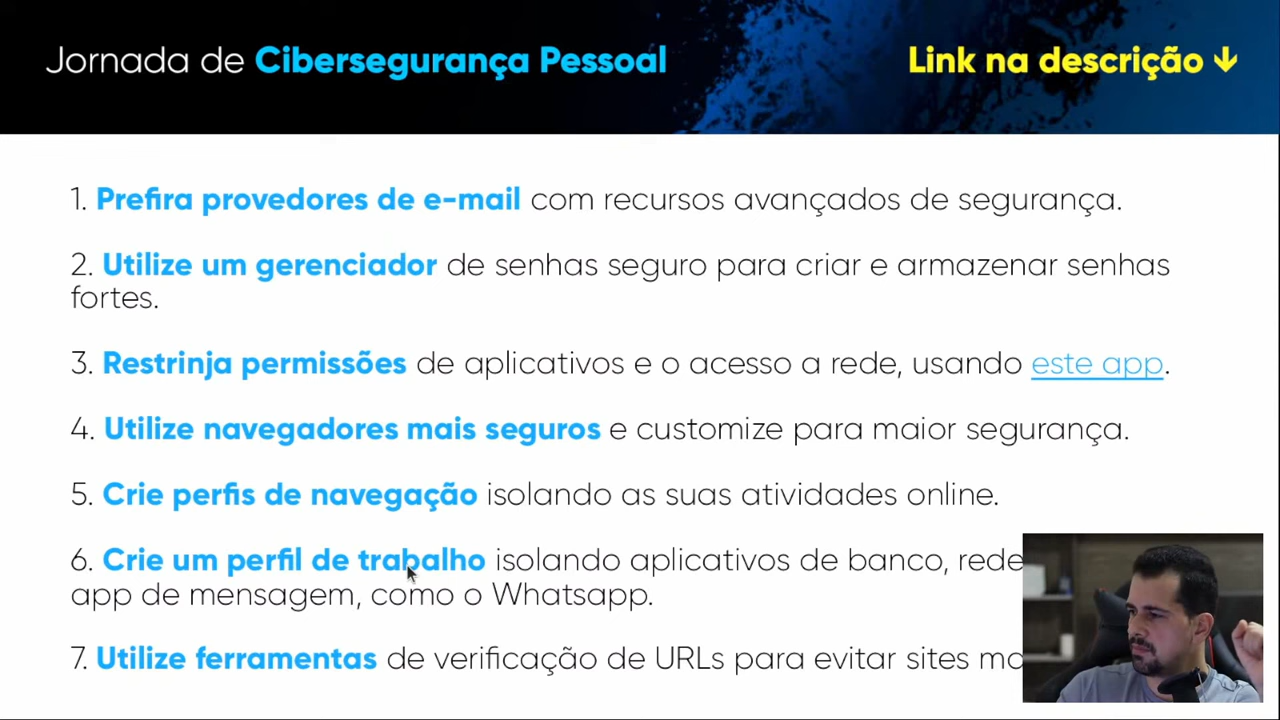 Jornada de Cibersegurança Pessoal
Link na descrição ↓
1. Prefira provedores de e-mail com recursos avançados de segurança.
2. Utilize um gerenciador de senhas seguro para criar e armazenar senhas
fortes.
3. Restrinja permissões de aplicativos e o acesso a rede, usando este app.
4. Utilize navegadores mais seguros e customize para maior segurança.
5. Crie perfis de navegação isolando as suas atividades online.
6. Crie um perfil de trabalho isolando aplicativos de banco, rede
app de mensagem, como o Whatsapp.
7. Utilize ferramentas de verificação de URLs para evitar sites